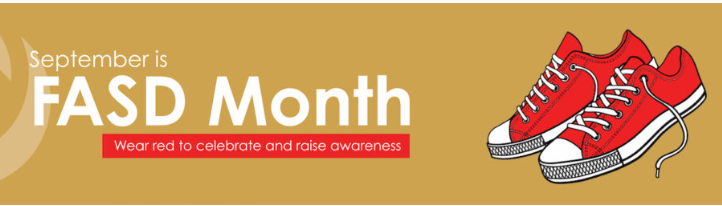 September is
FASD Month
Wear red to celebrate and raise awareness